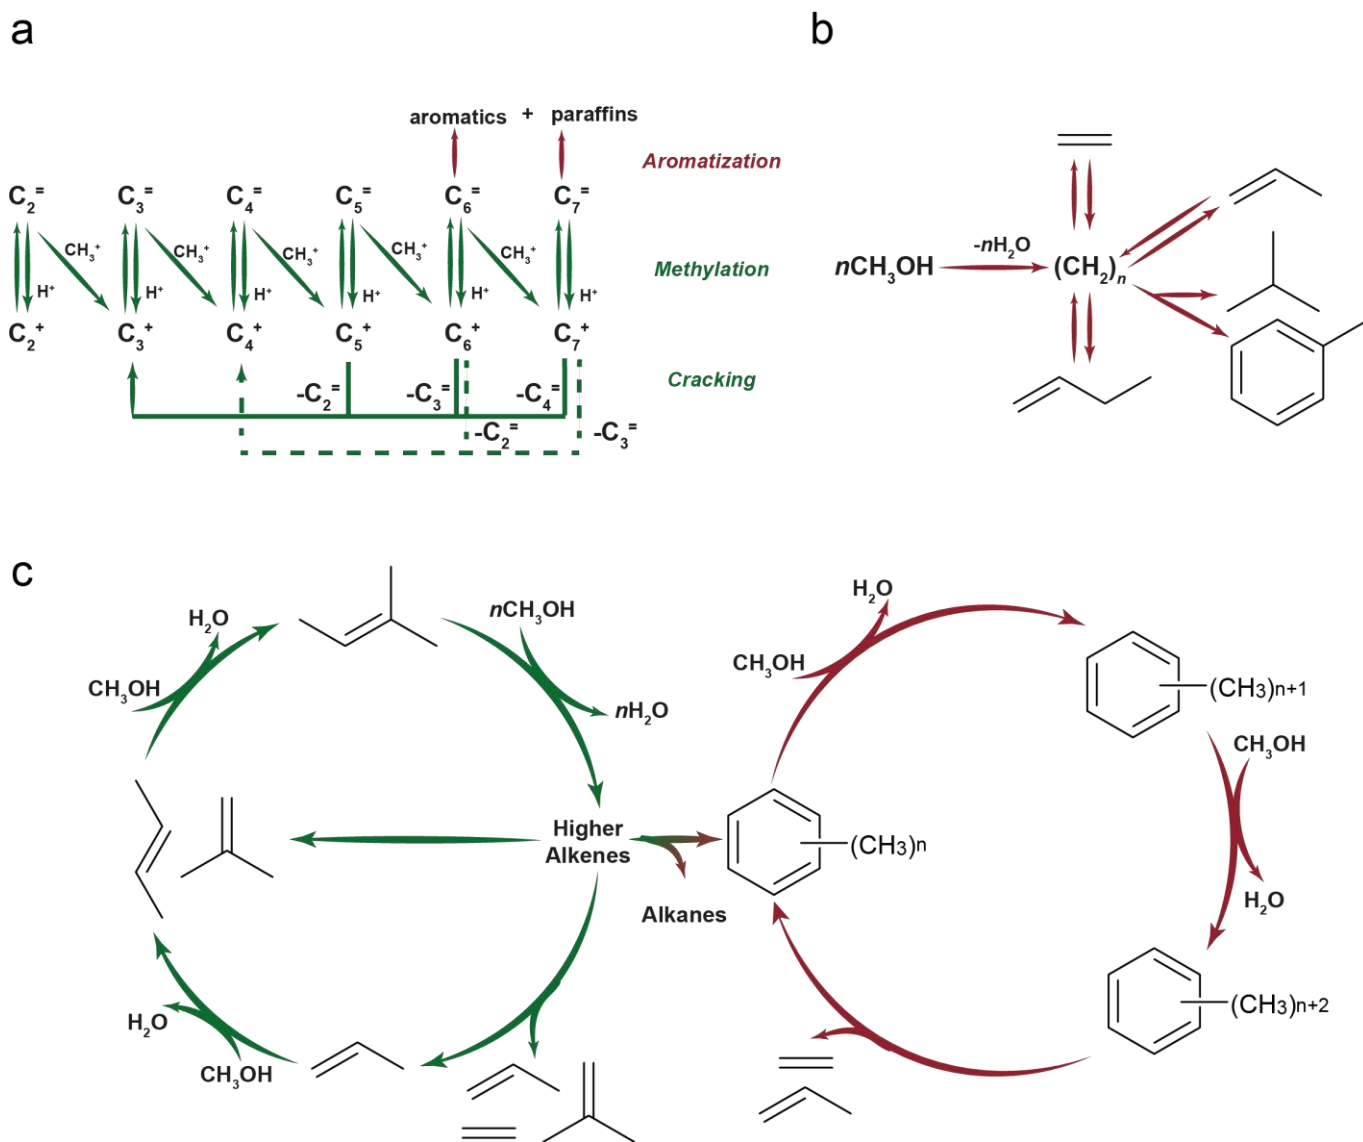 a
b
aromatics + paraffins
Aromatization
C₂⁼ C₃⁼ C₄⁼ C₅⁼ C₆⁼ C₇⁼
CH₃⁺ CH₃⁺ CH₃⁺ CH₃⁺ CH₃⁺
Methylation
H⁺ H⁺ H⁺ H⁺ H⁺ H⁺
C₂⁺ C₃⁺ C₄⁺ C₅⁺ C₆⁺ C₇⁺
Cracking
-C₂⁼ -C₃⁼ -C₄⁼
-C₂⁼ -C₃⁼
-nH₂O
nCH₃OH (CH₂)ₙ
c
H₂O
CH₃OH
nCH₃OH
nH₂O
Higher
Alkenes
Alkanes
H₂O
CH₃OH
H₂O
CH₃OH
(CH₃)n+1
CH₃OH
(CH₃)n
H₂O
(CH₃)n+2